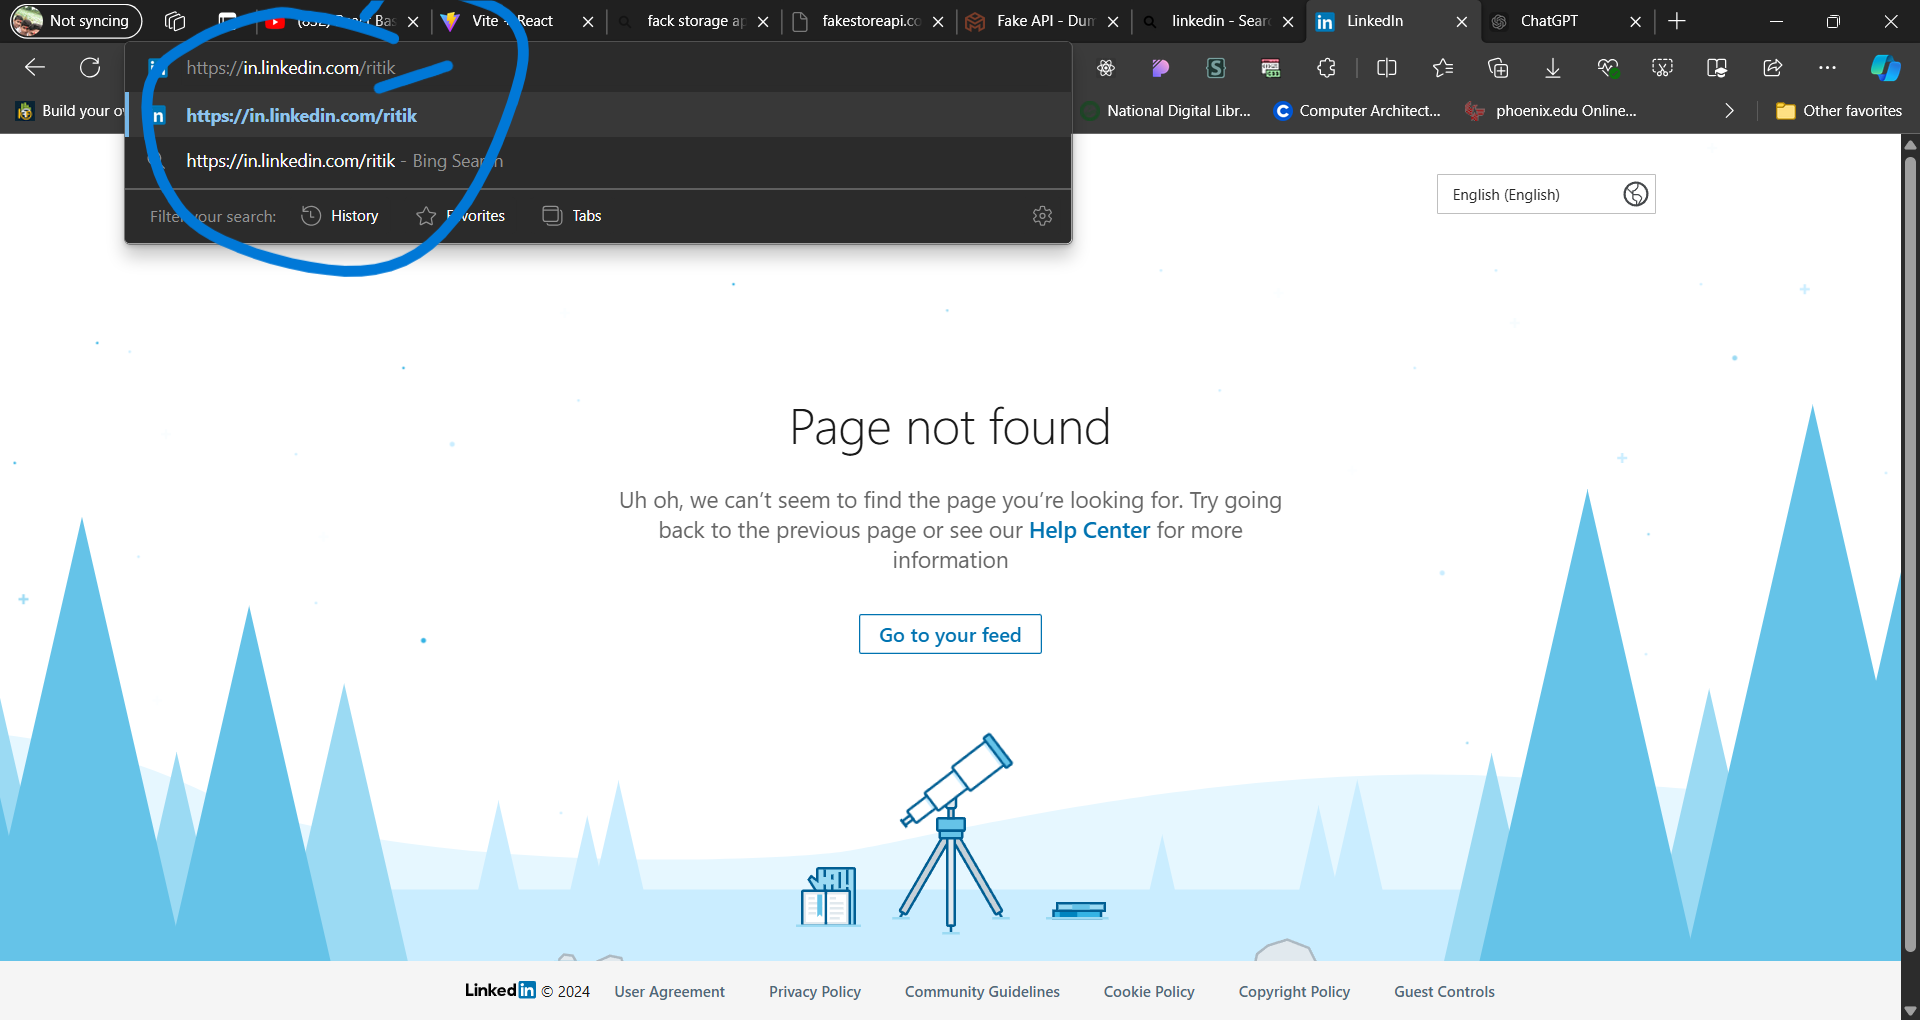 Not syncing
(832) React Bas
Vite + React
fack storage ap
fakestoreapi.co
Fake API - Dum
linkedin - Sear
LinkedIn
ChatGPT
https://in.linkedin.com/ritik
Build your ow
https://in.linkedin.com/ritik
National Digital Libr...
Computer Architect...
phoenix.edu Online...
Other favorites
https://in.linkedin.com/ritik - Bing Search
Filter your search:
History
Favorites
Tabs
English (English)
Page not found
Uh oh, we can’t seem to find the page you’re looking for. Try going
back to the previous page or see our Help Center for more
information
Go to your feed
Linkedin © 2024
User Agreement
Privacy Policy
Community Guidelines
Cookie Policy
Copyright Policy
Guest Controls